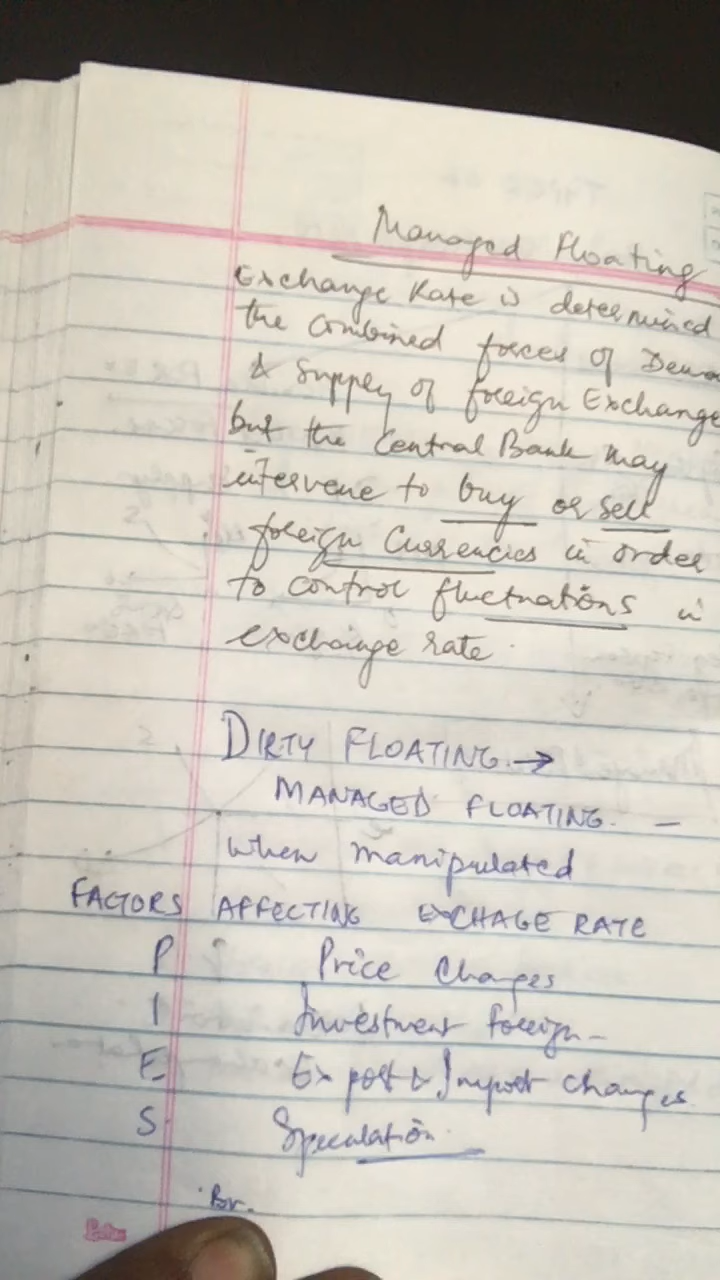 Managed Floating
Exchange Rate is determined
the combined forces of Dema
& Supply of foreign Exchange
but the Central Bank may
intervene to buy or sell
foreign Currencies in order
to control fluctuations in
exchange rate.
DIRTY FLOATING →
MANAGED FLOATING. —
When manipulated
FACTORS AFFECTING EXCHAGE RATE
P Price Changes
I Investment foreign -
E Export & Import changes
S Speculation
Br.